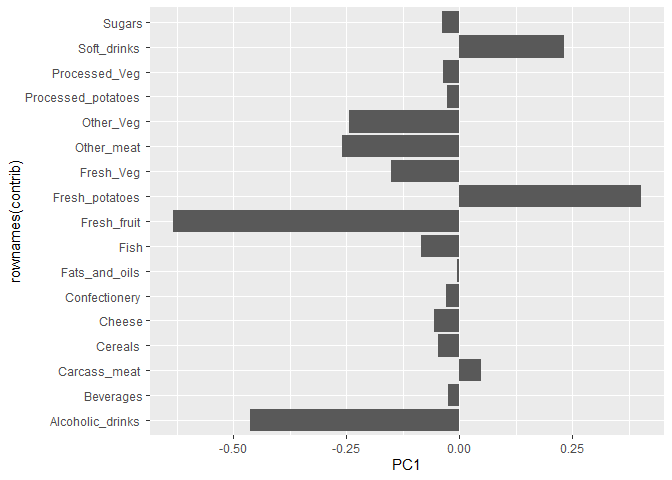 Sugars
Soft_drinks
Processed_Veg
Processed_potatoes
Other_Veg
Other_meat
Fresh_Veg
Fresh_potatoes
Fresh_fruit
Fish
Fats_and_oils
Confectionery
Cheese
Cereals
Carcass_meat
Beverages
Alcoholic_drinks
rownames(contrib)
-0.50 -0.25 0.00 0.25
PC1